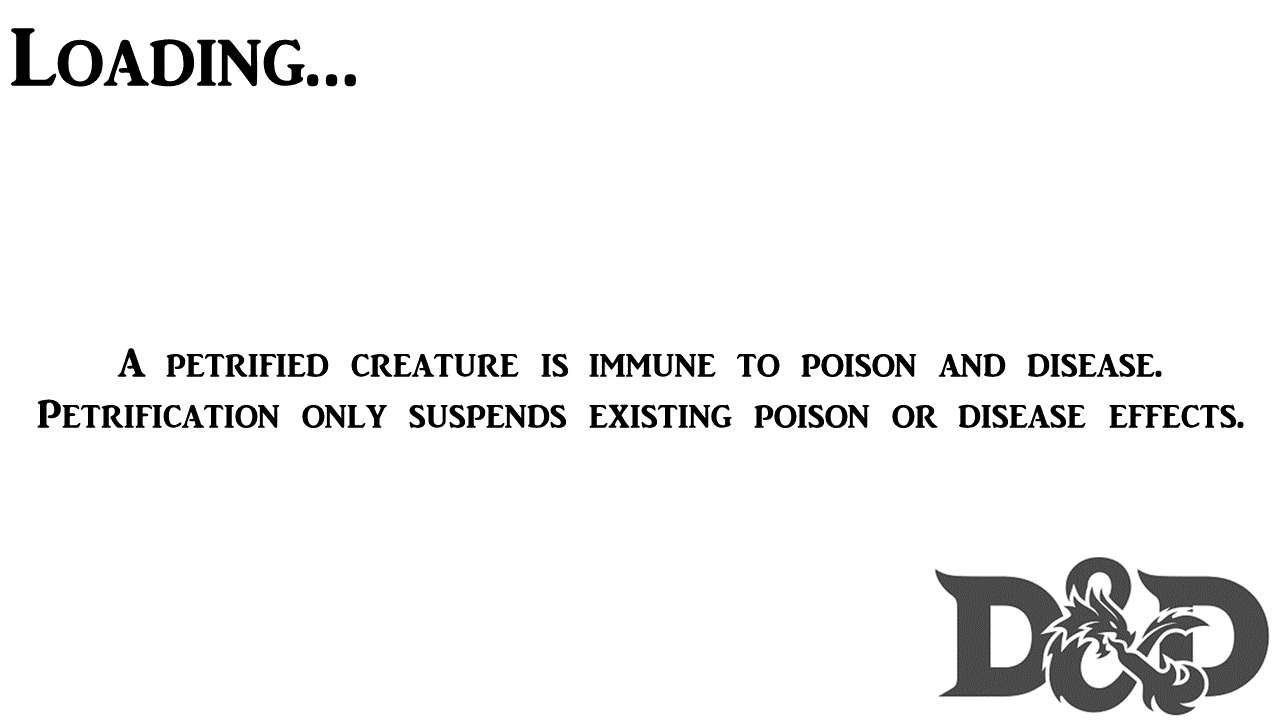 Loading...
A petrified creature is immune to poison and disease.
Petrification only suspends existing poison or disease effects.
D&D